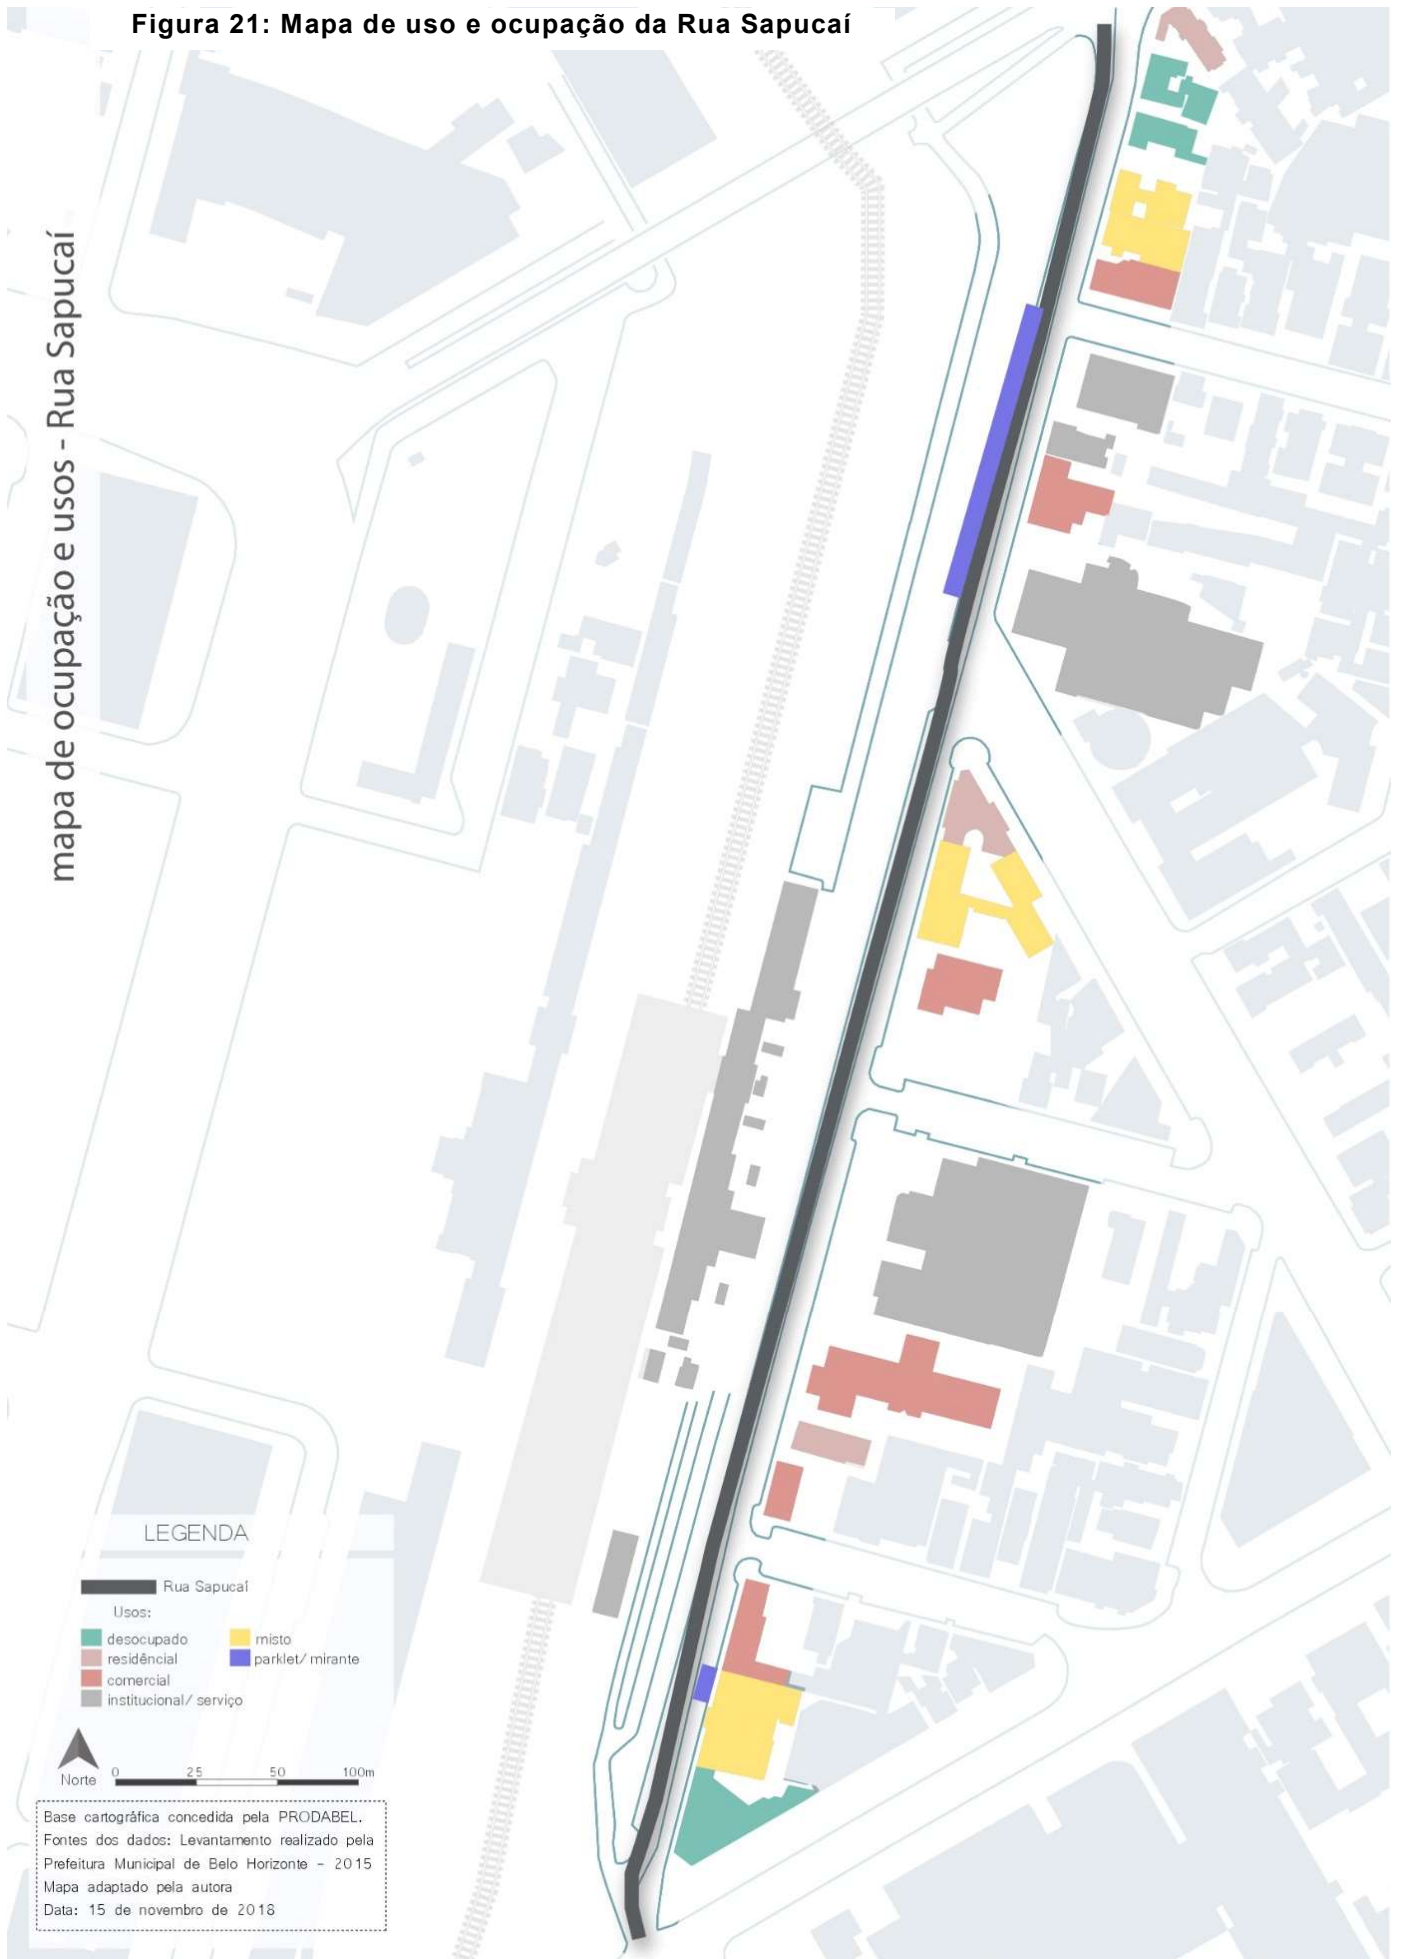 Figura 21: Mapa de uso e ocupação da Rua Sapucaí
mapa de ocupação e usos - Rua Sapucaí
LEGENDA
Rua Sapucaí
Usos:
desocupado
residêncial
comercial
institucional/ serviço
misto
parklet/ mirante
Norte
0 25 50 100m
Base cartográfica concedida pela PRODABEL.
Fontes dos dados: Levantamento realizado pela
Prefeitura Municipal de Belo Horizonte - 2015
Mapa adaptado pela autora
Data: 15 de novembro de 2018